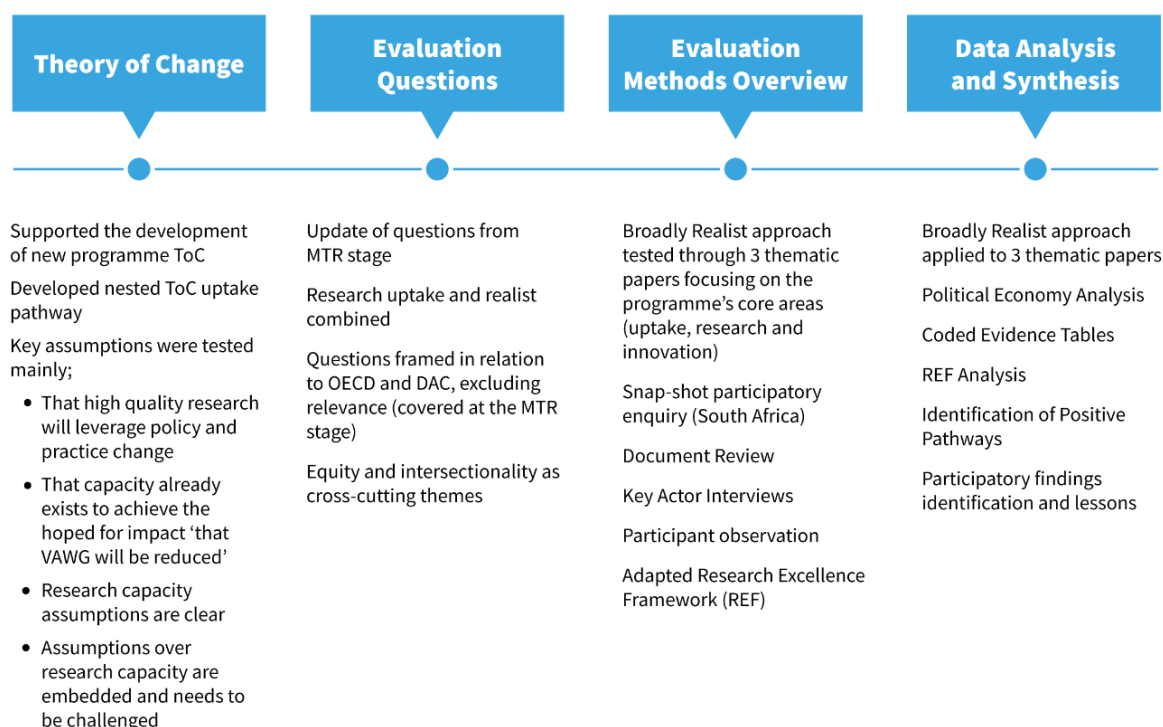 Theory of Change
Evaluation
Questions
Evaluation
Methods Overview
Data Analysis
and Synthesis
Supported the development
of new programme ToC
Developed nested ToC uptake
pathway
Key assumptions were tested
mainly;
• That high quality research
will leverage policy and
practice change
• That capacity already
exists to achieve the
hoped for impact ‘that
VAWG will be reduced’
• Research capacity
assumptions are clear
• Assumptions over
research capacity are
embedded and needs to
be challenged
Update of questions from
MTR stage
Research uptake and realist
combined
Questions framed in relation
to OECD and DAC, excluding
relevance (covered at the MTR
stage)
Equity and intersectionality as
cross-cutting themes
Broadly Realist approach
tested through 3 thematic
papers focusing on the
programme’s core areas
(uptake, research and
innovation)
Snap-shot participatory
enquiry (South Africa)
Document Review
Key Actor Interviews
Participant observation
Adapted Research Excellence
Framework (REF)
Broadly Realist approach
applied to 3 thematic papers
Political Economy Analysis
Coded Evidence Tables
REF Analysis
Identification of Positive
Pathways
Participatory findings
identification and lessons